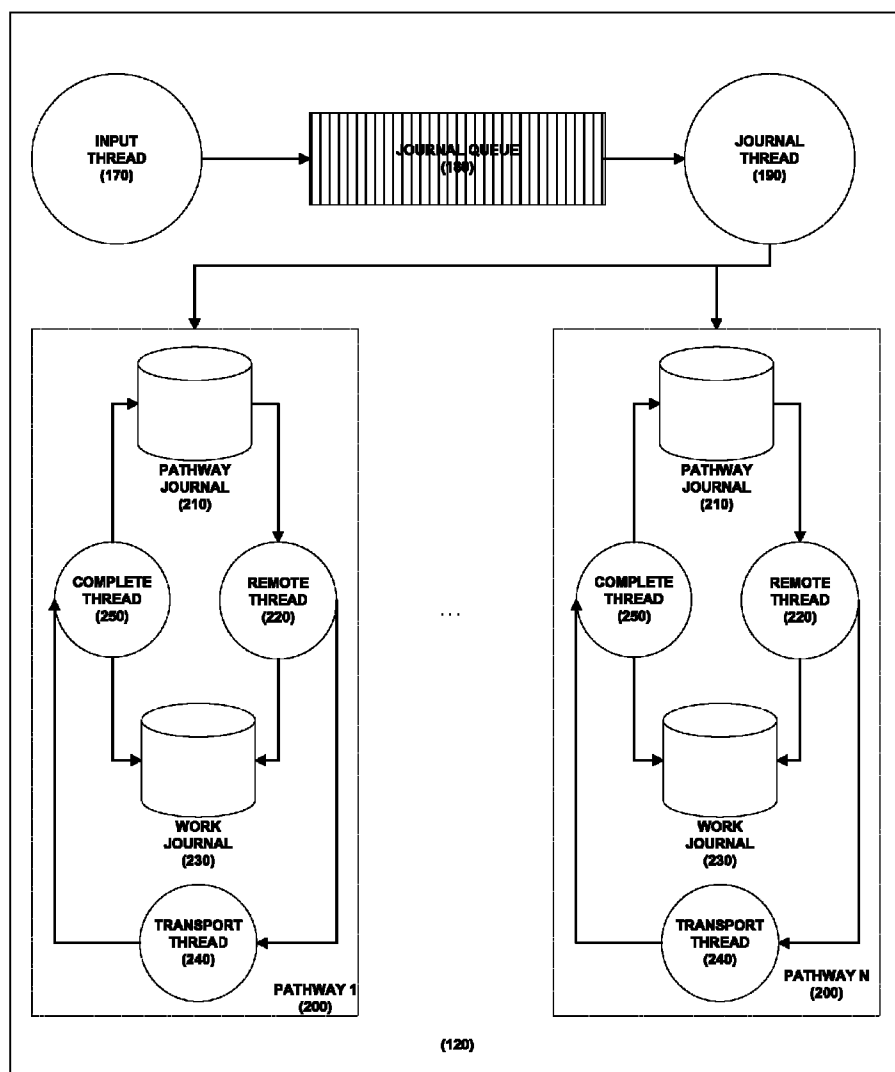 INPUT
THREAD
(170)
JOURNAL QUEUE
(180)
JOURNAL
THREAD
(190)
PATHWAY
JOURNAL
(210)
COMPLETE
THREAD
(250)
REMOTE
THREAD
(220)
WORK
JOURNAL
(230)
TRANSPORT
THREAD
(240)
PATHWAY 1
(200)
...
PATHWAY
JOURNAL
(210)
COMPLETE
THREAD
(250)
REMOTE
THREAD
(220)
WORK
JOURNAL
(230)
TRANSPORT
THREAD
(240)
PATHWAY N
(200)
(120)